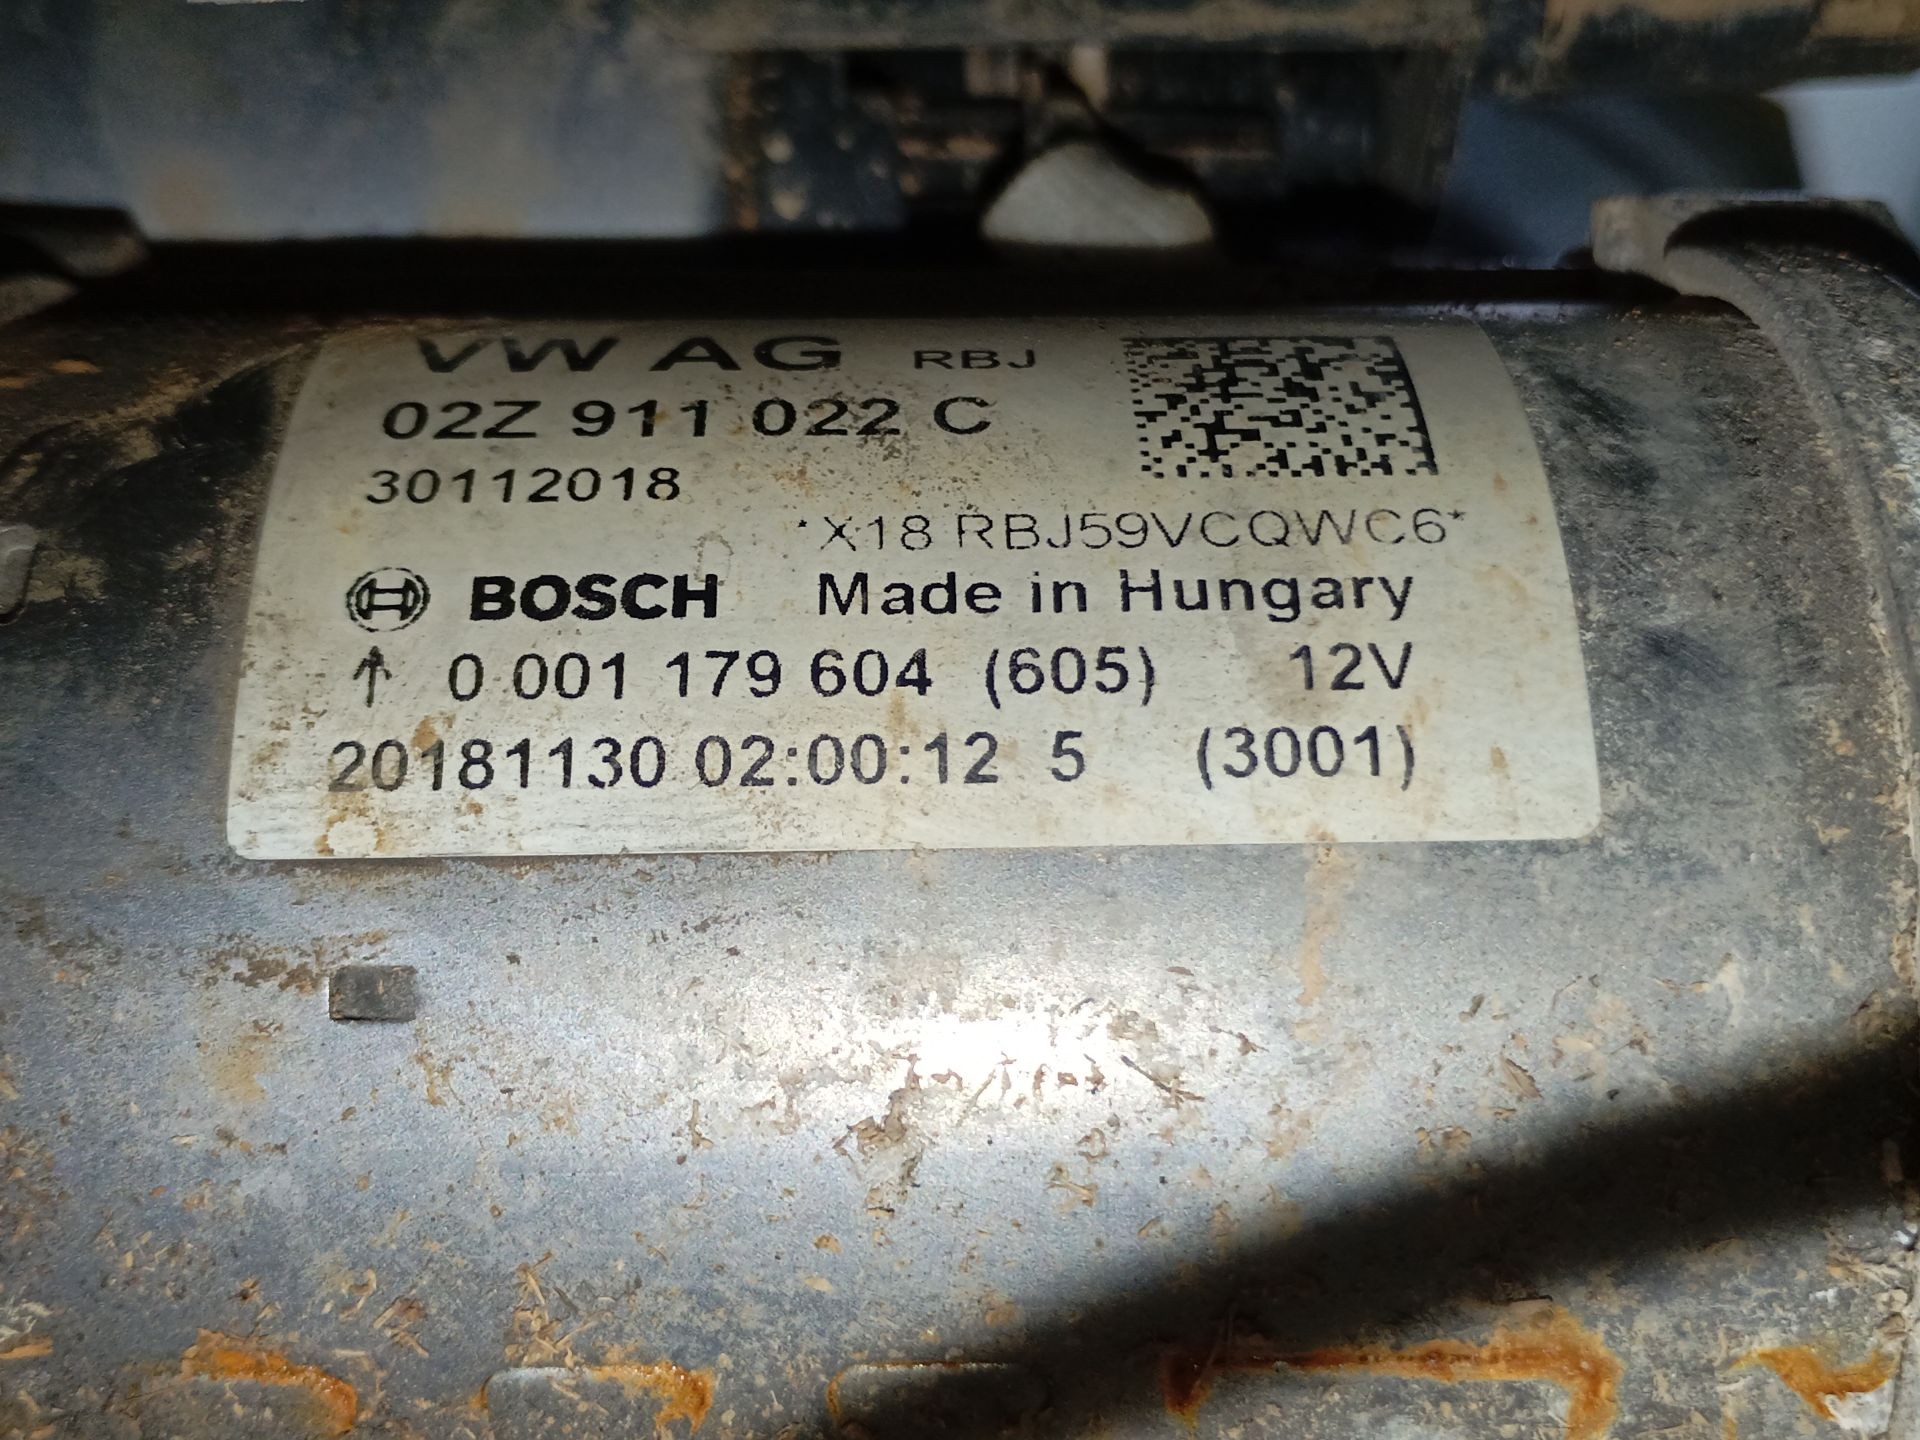 VW AG RBJ
02Z 911 022 C
30112018
*X18 RBJ59VCQWC6*
BOSCH Made in Hungary
↑ 0 001 179 604 (605) 12V
20181130 02:00:12 5 (3001)